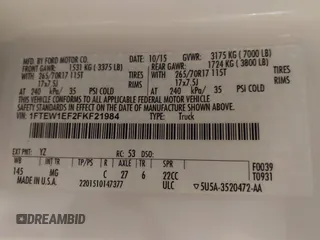 MFD. BY FORD MOTOR CO.
10/15 GVWR: 3175 KG ( 7000 LB)
FRONT GAWR: 1531 KG ( 3375 LB) REAR GAWR: 1724 KG ( 3800 LB)
WITH 265/70R17 115T TIRES WITH 265/70R17 115T TIRES
17x7.5J RIMS 17x7.5J RIMS
AT 240 kPa / 35 PSI COLD AT 240 kPa / 35 PSI COLD
THIS VEHICLE CONFORMS TO ALL APPLICABLE FEDERAL MOTOR VEHICLE
SAFETY STANDARDS IN EFFECT ON THE DATE OF MANUFACTURE SHOWN ABOVE.
VIN: 1FTEW1EF2FKF21984 TYPE: Truck
EXT PNT: YZ RC: 53 DSO:
WB INT TR TP/PS R AXLE TR SPR F0039
145 MG C 27 6 22CC T0931
MADE IN U.S.A. 2201510147377 ULC 5U5A-3520472-AA
DREAMBID
DREAMBID